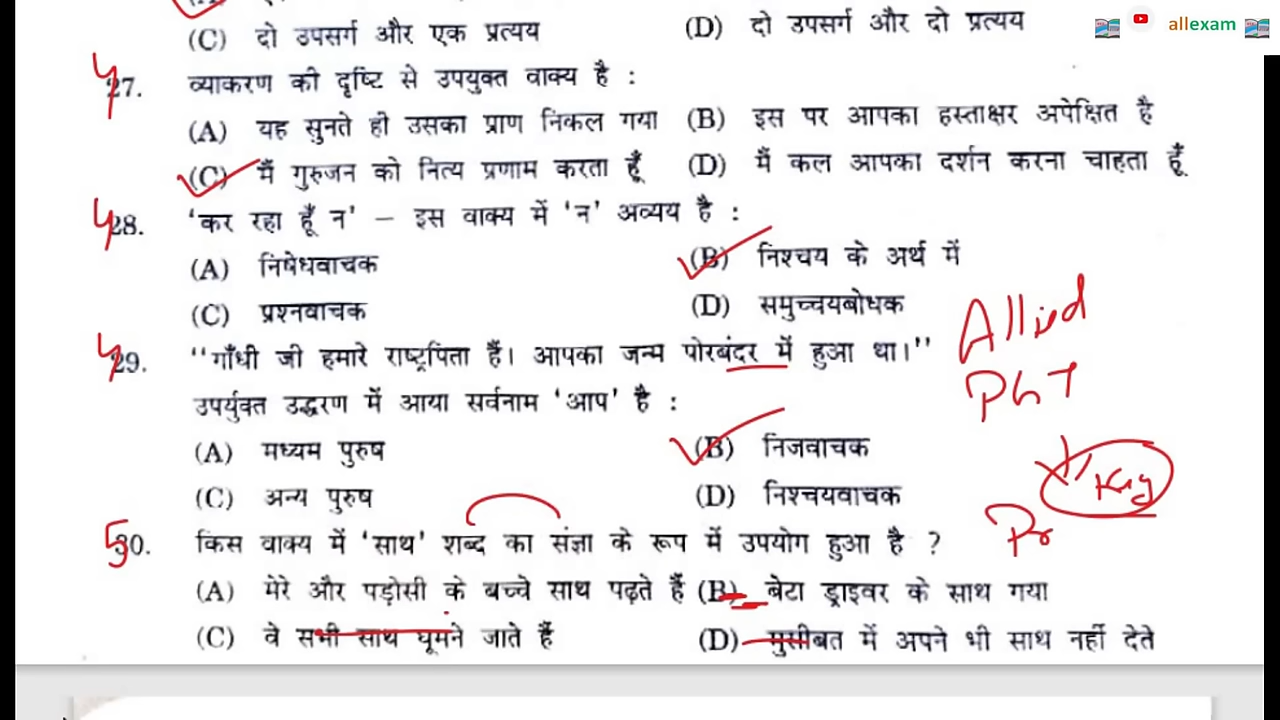 allexam
(C) दो उपसर्ग और एक प्रत्यय (D) दो उपसर्ग और दो प्रत्यय
27. व्याकरण की दृष्टि से उपयुक्त वाक्य है :
(A) यह सुनते ही उसका प्राण निकल गया (B) इस पर आपका हस्ताक्षर अपेक्षित है
(C) मैं गुरुजन को नित्य प्रणाम करता हूँ (D) मैं कल आपका दर्शन करना चाहता हूँ
28. 'कर रहा हूँ न' – इस वाक्य में 'न' अव्यय है :
(A) निषेधवाचक (B) निश्चय के अर्थ में
(C) प्रश्नवाचक (D) समुच्चयबोधक
29. "गाँधी जी हमारे राष्ट्रपिता हैं। आपका जन्म पोरबंदर में हुआ था।"
उपर्युक्त उद्धरण में आया सर्वनाम 'आप' है :
(A) मध्यम पुरुष (B) निजवाचक
(C) अन्य पुरुष (D) निश्चयवाचक
30. किस वाक्य में 'साथ' शब्द का संज्ञा के रूप में उपयोग हुआ है ?
(A) मेरे और पड़ोसी के बच्चे साथ पढ़ते हैं (B) बेटा ड्राइवर के साथ गया
(C) वे सभी साथ घूमने जाते हैं (D) मुसीबत में अपने भी साथ नहीं देते
Allied
PGT
Key